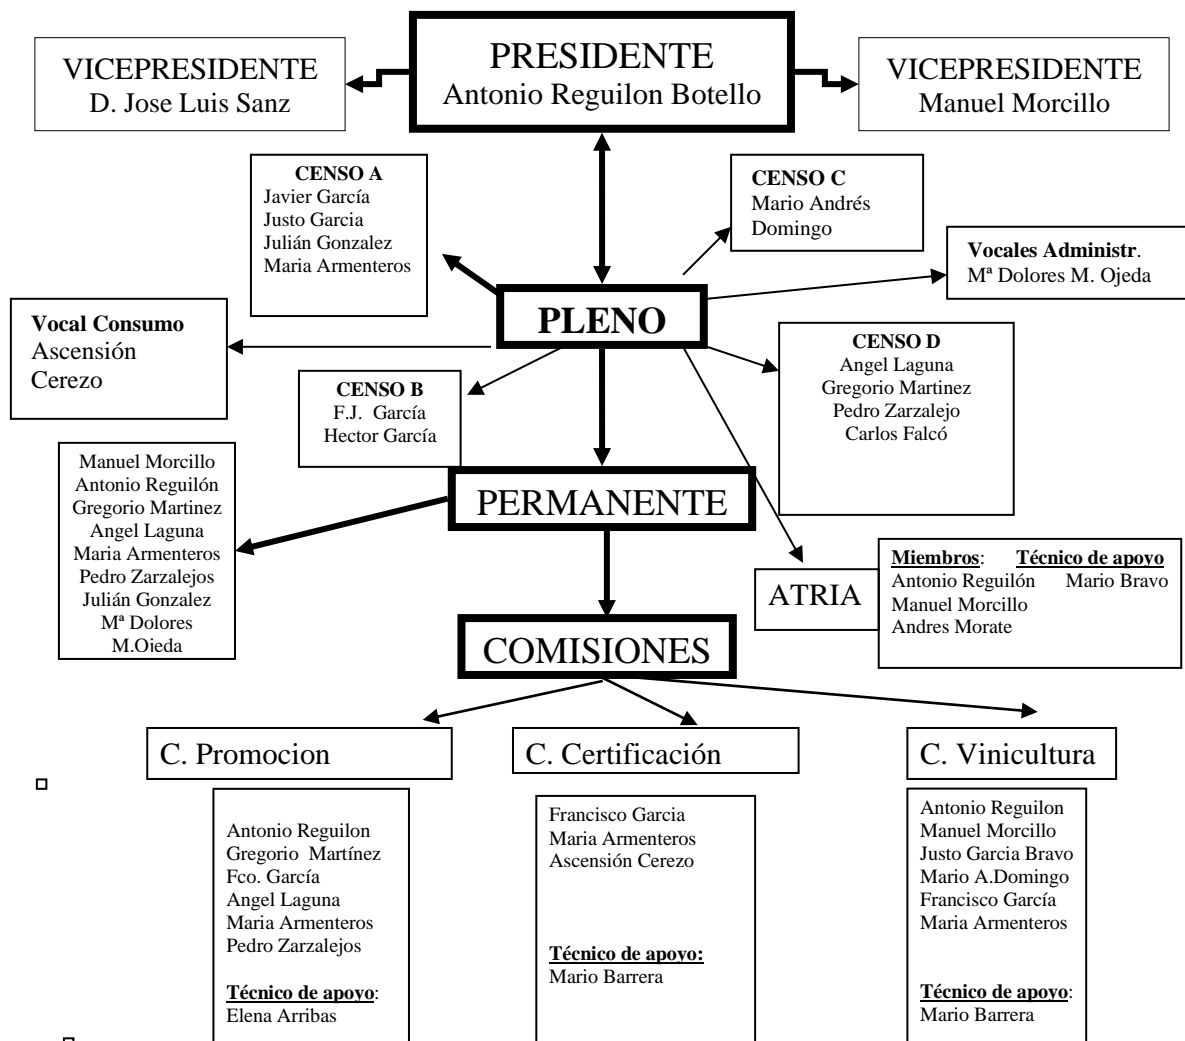 PRESIDENTE
Antonio Reguilon Botello
VICEPRESIDENTE
D. Jose Luis Sanz
VICEPRESIDENTE
Manuel Morcillo
CENSO A
Javier García
Justo Garcia
Julián Gonzalez
Maria Armenteros
CENSO C
Mario Andrés
Domingo
Vocales Administr.
Mª Dolores M. Ojeda
PLENO
Vocal Consumo
Ascensión
Cerezo
CENSO B
F.J. García
Hector García
CENSO D
Angel Laguna
Gregorio Martinez
Pedro Zarzalejo
Carlos Falcó
Manuel Morcillo
Antonio Reguilón
Gregorio Martinez
Angel Laguna
Maria Armenteros
Pedro Zarzalejos
Julián Gonzalez
Mª Dolores
M.Ojeda
PERMANENTE
ATRIA
Miembros: Técnico de apoyo
Antonio Reguilón Mario Bravo
Manuel Morcillo
Andres Morate
COMISIONES
C. Promocion
C. Certificación
C. Vinicultura
Antonio Reguilon
Gregorio Martínez
Fco. García
Angel Laguna
Maria Armenteros
Pedro Zarzalejos
Técnico de apoyo:
Elena Arribas
Francisco Garcia
Maria Armenteros
Ascensión Cerezo
Técnico de apoyo:
Mario Barrera
Antonio Reguilon
Manuel Morcillo
Justo Garcia Bravo
Mario A.Domingo
Francisco García
Maria Armenteros
Técnico de apoyo:
Mario Barrera